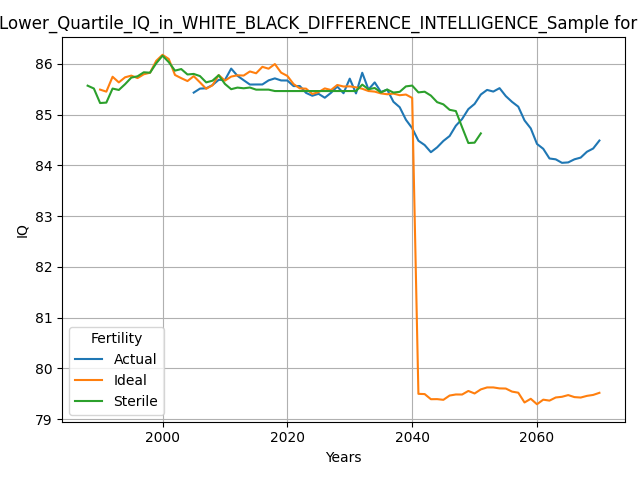 Lower_Quartile_IQ_in_WHITE_BLACK_DIFFERENCE_INTELLIGENCE_Sample for
86
85
84
83
82
81
80
79
IQ
Fertility
Actual
Ideal
Sterile
2000 2020 2040 2060
Years